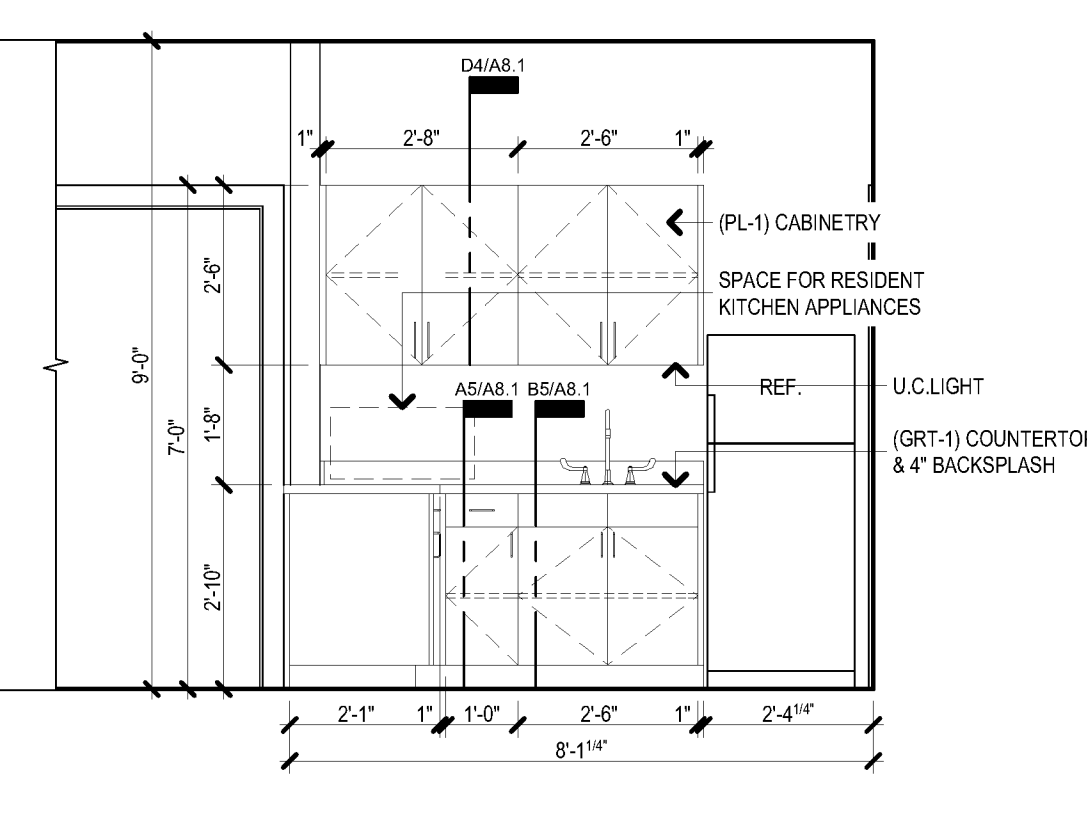 D4/A8.1
1" 2'-8" 2'-6" 1"
(PL-1) CABINETRY
SPACE FOR RESIDENT
KITCHEN APPLIANCES
2'-6"
9'-0"
7'-0"
1'-8"
2'-10"
A5/A8.1 B5/A8.1
REF.
U.C.LIGHT
(GRT-1) COUNTERTO
& 4" BACKSPLASH
2'-1" 1" 1'-0" 2'-6" 1" 2'-4 1/4"
8'-1 1/4"